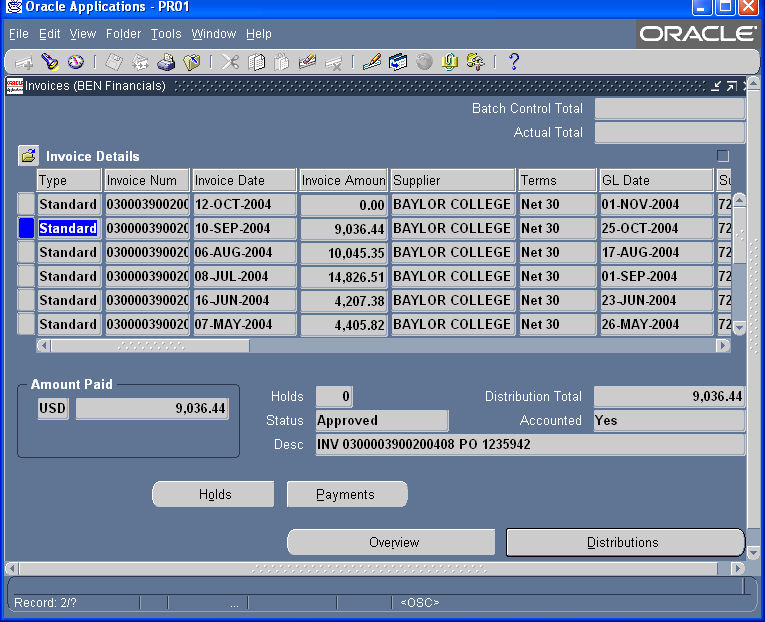 Oracle Applications - PR01
File Edit View Folder Tools Window Help
ORACLE
Invoices (BEN Financials)
Batch Control Total
Actual Total
Invoice Details
Type Invoice Num Invoice Date Invoice Amoun Supplier Terms GL Date Su
Standard 03000390020 12-OCT-2004 0.00 BAYLOR COLLEGE Net 30 01-NOV-2004 72
Standard 03000390020 10-SEP-2004 9,036.44 BAYLOR COLLEGE Net 30 25-OCT-2004 72
Standard 03000390020 06-AUG-2004 10,045.35 BAYLOR COLLEGE Net 30 17-AUG-2004 72
Standard 03000390020 08-JUL-2004 14,826.51 BAYLOR COLLEGE Net 30 01-SEP-2004 72
Standard 03000390020 16-JUN-2004 4,207.38 BAYLOR COLLEGE Net 30 23-JUN-2004 72
Standard 03000390020 07-MAY-2004 4,405.82 BAYLOR COLLEGE Net 30 26-MAY-2004 72
Amount Paid
USD 9,036.44
Holds 0 Distribution Total 9,036.44
Status Approved Accounted Yes
Desc INV 0300003900200408 PO 1235942
Holds Payments
Overview Distributions
Record: 2/? ... <OSC>